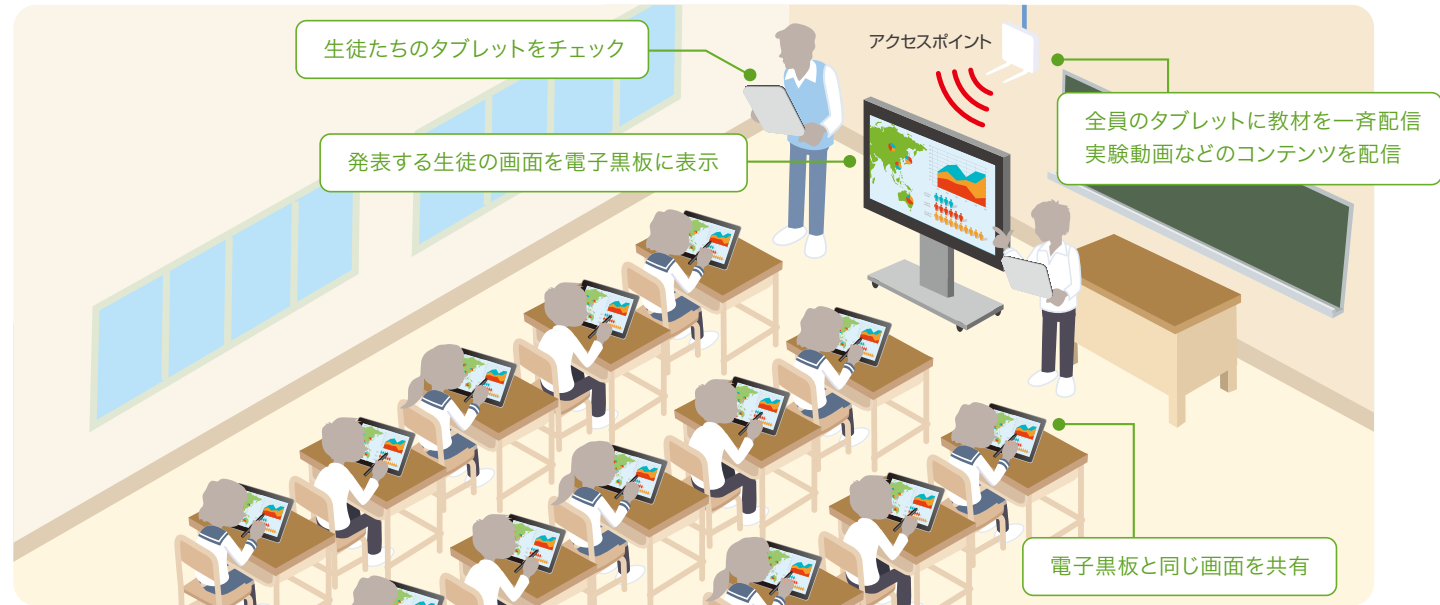 生徒たちのタブレットをチェック
アクセスポイント
全員のタブレットに教材を一斉配信
実験動画などのコンテンツを配信
発表する生徒の画面を電子黒板に表示
電子黒板と同じ画面を共有